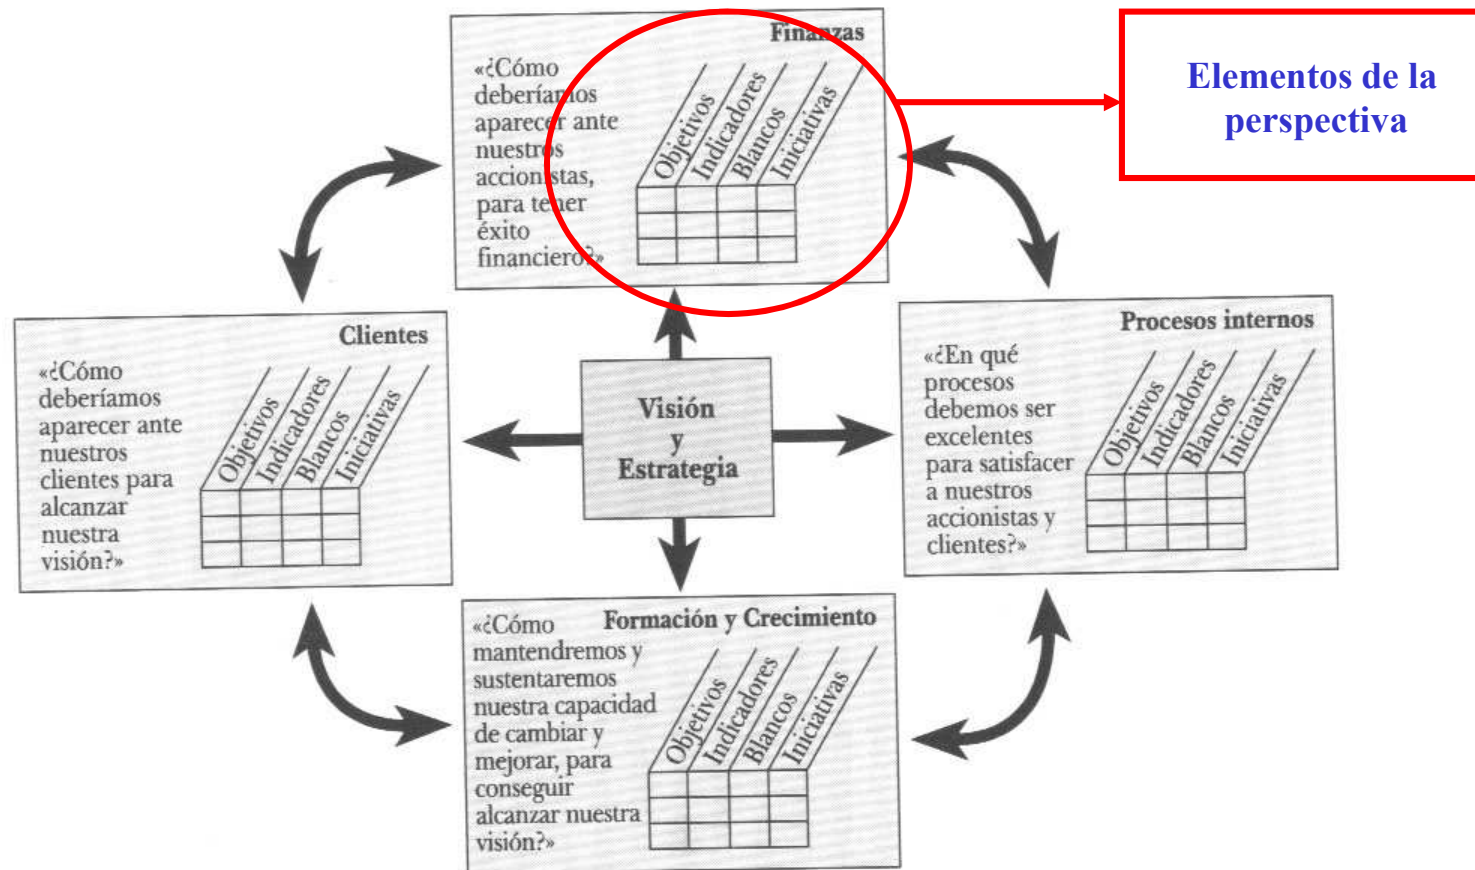 Finanzas
«¿Cómo
deberíamos
aparecer ante
nuestros
accionistas,
para tener
éxito
financiero?»
Objetivos
Indicadores
Blancos
Iniciativas
Elementos de la
perspectiva
Clientes
«¿Cómo
deberíamos
aparecer ante
nuestros
clientes para
alcanzar
nuestra
visión?»
Objetivos
Indicadores
Blancos
Iniciativas
Visión
y
Estrategia
Procesos internos
«¿En qué
procesos
debemos ser
excelentes
para satisfacer
a nuestros
accionistas y
clientes?»
Objetivos
Indicadores
Blancos
Iniciativas
Formación y Crecimiento
«¿Cómo
mantendremos y
sustentaremos
nuestra capacidad
de cambiar y
mejorar, para
conseguir
alcanzar nuestra
visión?»
Objetivos
Indicadores
Blancos
Iniciativas